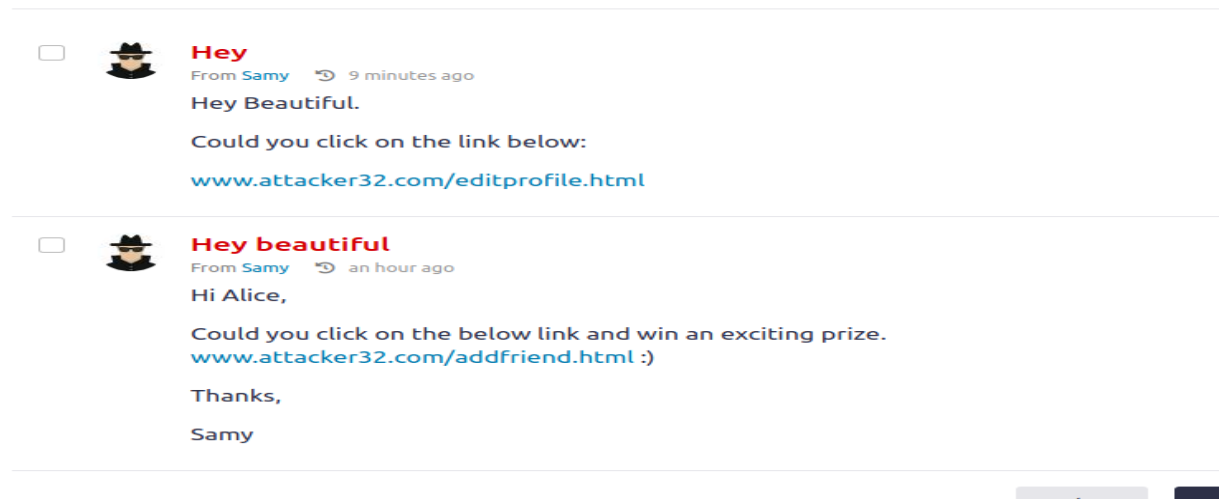 Hey
From Samy 9 minutes ago
Hey Beautiful.
Could you click on the link below:
www.attacker32.com/editprofile.html
Hey beautiful
From Samy an hour ago
Hi Alice,
Could you click on the below link and win an exciting prize.
www.attacker32.com/addfriend.html :)
Thanks,
Samy